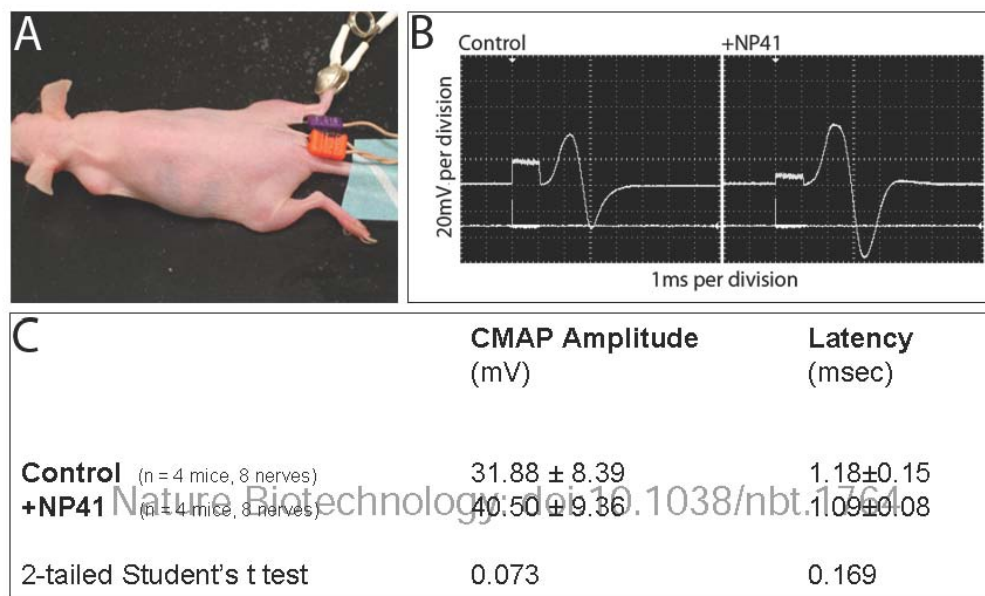 A
B
Control
+NP41
20mV per division
1ms per division
C
CMAP Amplitude
Latency
(mV)
(msec)
Control (n = 4 mice, 8 nerves) 31.88 ± 8.39 1.18±0.15
+NP41 (n = 4 mice, 8 nerves) 40.50 ± 9.36 1.09±0.08
Nature Biotechnology: doi:10.1038/nbt.1764
2-tailed Student's t test 0.073 0.169